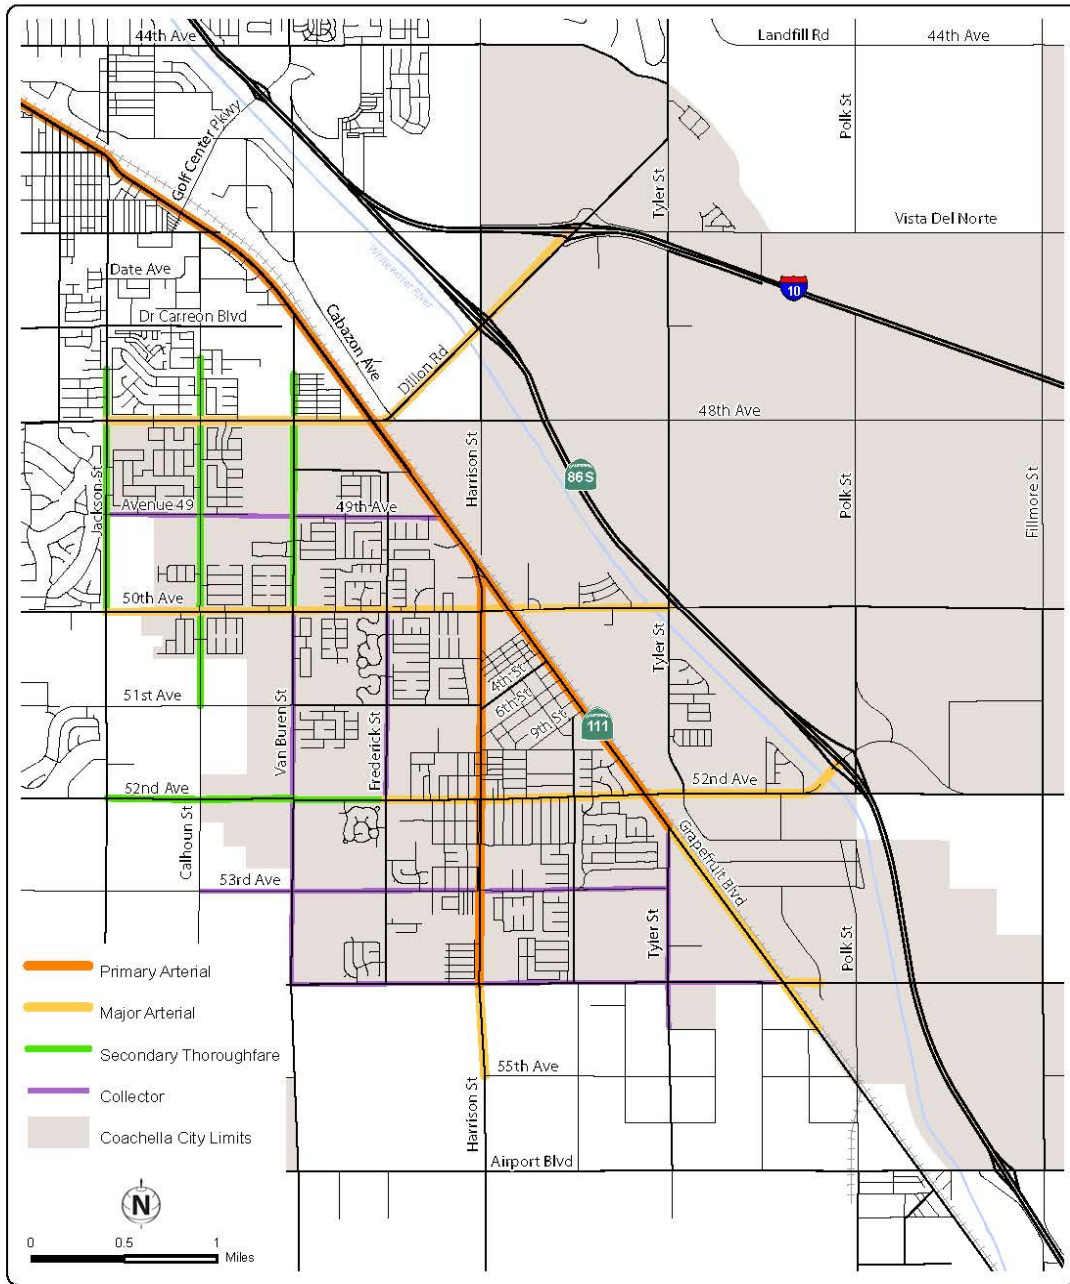 44th Ave
Landfill Rd
44th Ave
Golf Center Pkwy
Polk St
Tyler St
Vista Del Norte
Date Ave
Whitewater River
10
Dr Carreon Blvd
Cabazon Ave
Dillon Rd
48th Ave
Jackson St
Harrison St
CALIFORNIA
86S
Polk St
Fillmore St
Avenue 49
49th Ave
50th Ave
Tyler St
4th St
6th St
9th St
51st Ave
Van Buren St
Frederick St
CALIFORNIA
111
52nd Ave
52nd Ave
Calhoun St
Grapefruit Blvd
53rd Ave
Tyler St
Polk St
Primary Arterial
Major Arterial
Secondary Thoroughfare
Collector
Coachella City Limits
55th Ave
Harrison St
Airport Blvd
N
0 0.5 1
Miles